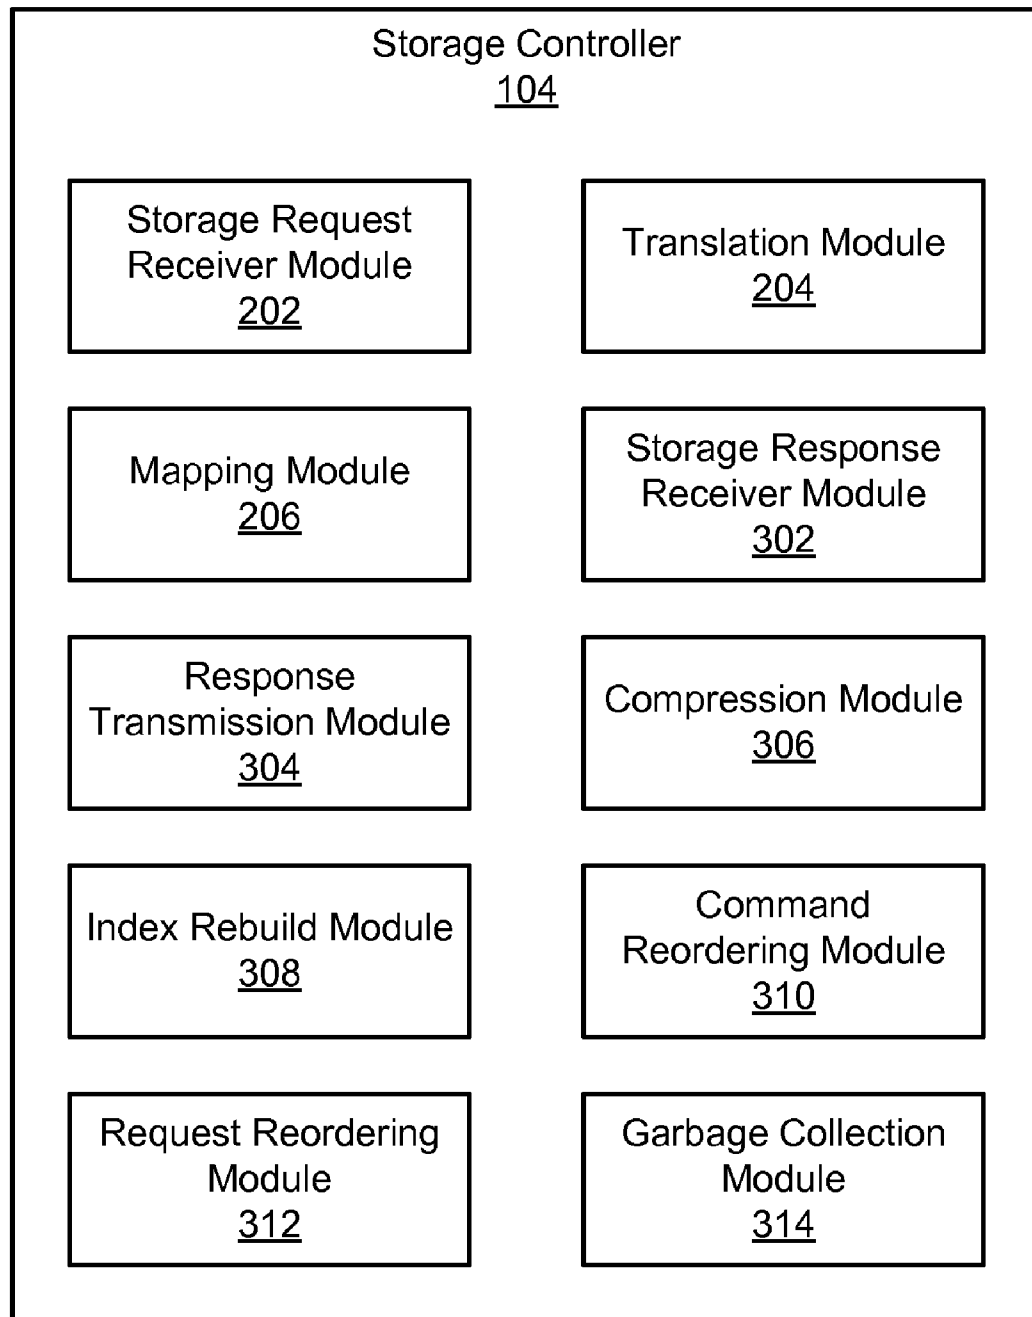 Storage Controller
104
Storage Request
Receiver Module
202
Translation Module
204
Mapping Module
206
Storage Response
Receiver Module
302
Response
Transmission Module
304
Compression Module
306
Index Rebuild Module
308
Command
Reordering Module
310
Request Reordering
Module
312
Garbage Collection
Module
314